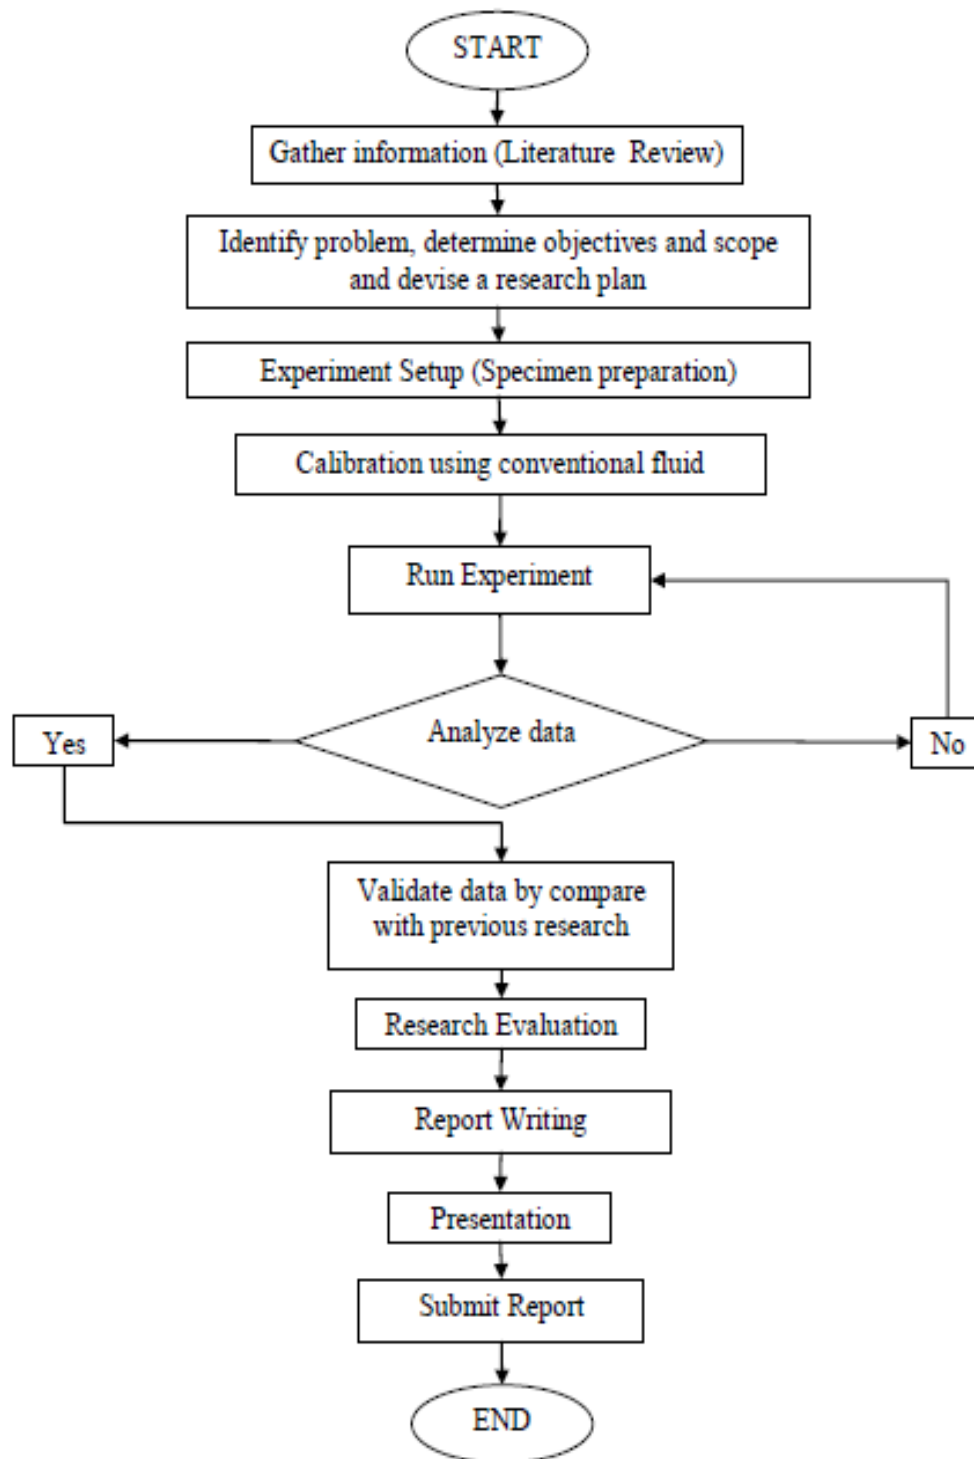 START
Gather information (Literature Review)
Identify problem, determine objectives and scope
and devise a research plan
Experiment Setup (Specimen preparation)
Calibration using conventional fluid
Run Experiment
Analyze data
Yes
No
Validate data by compare
with previous research
Research Evaluation
Report Writing
Presentation
Submit Report
END